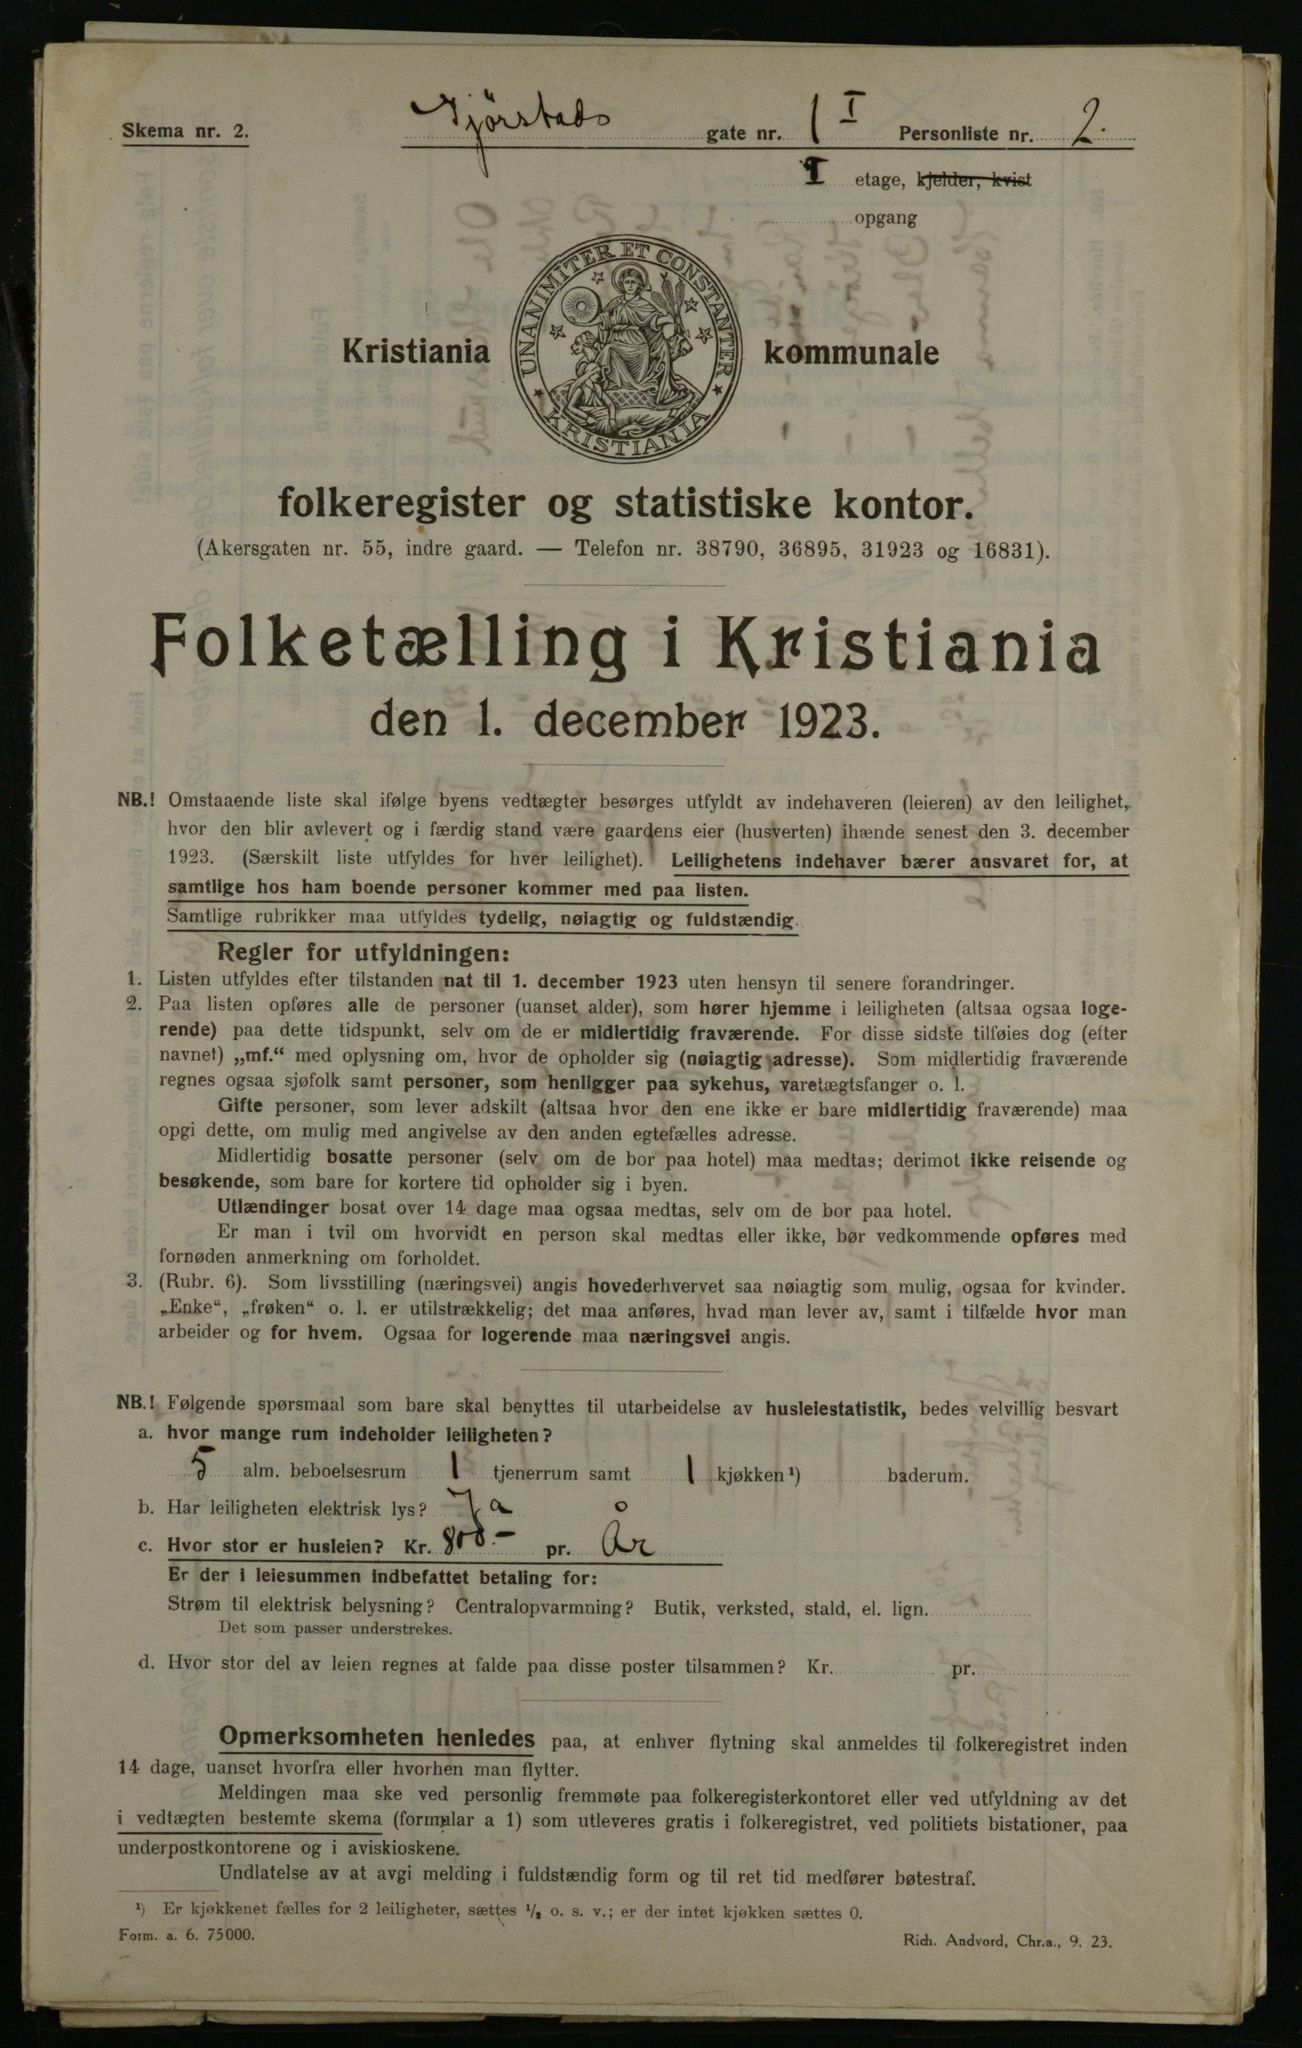 Skema nr. 2. Gjörstads gate nr. 1 I Personliste nr. 2.
I etage, kjelder, kvist
opgang
UNANIMITER ET CONSTANTER
KRISTIANIA
Kristiania kommunale
folkeregister og statistiske kontor.
(Akersgaten nr. 55, indre gaard. — Telefon nr. 38790, 36895, 31923 og 16831).
Folketælling i Kristiania
den 1. december 1923.
NB.! Omstaaende liste skal ifølge byens vedtægter besørges utfyldt av indehaveren (leieren) av den leilighet,
hvor den blir avlevert og i færdig stand være gaardens eier (husverten) ihænde senest den 3. december
1923. (Særskilt liste utfyldes for hver leilighet). Leilighetens indehaver bærer ansvaret for, at
samtlige hos ham boende personer kommer med paa listen.
Samtlige rubrikker maa utfyldes tydelig, nøiagtig og fuldstændig.
Regler for utfyldningen:
1. Listen utfyldes efter tilstanden nat til 1. december 1923 uten hensyn til senere forandringer.
2. Paa listen opføres alle de personer (uanset alder), som hører hjemme i leiligheten (altsaa ogsaa loge-
rende) paa dette tidspunkt, selv om de er midlertidig fraværende. For disse sidste tilføies dog (efter
navnet) „mf.“ med oplysning om, hvor de opholder sig (nøiagtig adresse). Som midlertidig fraværende
regnes ogsaa sjøfolk samt personer, som henligger paa sykehus, varetægtsfanger o. l.
Gifte personer, som lever adskilt (altsaa hvor den ene ikke er bare midlertidig fraværende) maa
opgi dette, om mulig med angivelse av den anden egtefælles adresse.
Midlertidig bosatte personer (selv om de bor paa hotel) maa medtas; derimot ikke reisende og
besøkende, som bare for kortere tid opholder sig i byen.
Utlændinger bosat over 14 dage maa ogsaa medtas, selv om de bor paa hotel.
Er man i tvil om hvorvidt en person skal medtas eller ikke, bør vedkommende opføres med
fornøden anmerkning om forholdet.
3. (Rubr. 6). Som livsstilling (næringsvei) angis hovederhvervet saa nøiagtig som mulig, ogsaa for kvinder.
„Enke“, „frøken“ o. l. er utilstrækkelig; det maa anføres, hvad man lever av, samt i tilfælde hvor man
arbeider og for hvem. Ogsaa for logerende maa næringsvei angis.
NB.! Følgende spørsmaal som bare skal benyttes til utarbeidelse av husleiestatistik, bedes velvillig besvart
a. hvor mange rum indeholder leiligheten?
5 alm. beboelsesrum 1 tjenerrum samt 1 kjøkken ¹) baderum.
b. Har leiligheten elektrisk lys? Ja
c. Hvor stor er husleien? Kr. 800.- pr. År
Er der i leiesummen indbefattet betaling for:
Strøm til elektrisk belysning? Centralopvarmning? Butik, verksted, stald, el. lign.
Det som passer understrekes.
d. Hvor stor del av leien regnes at falde paa disse poster tilsammen? Kr. pr.
Opmerksomheten henledes paa, at enhver flytning skal anmeldes til folkeregistret inden
14 dage, uanset hvorfra eller hvorhen man flytter.
Meldingen maa ske ved personlig fremmøte paa folkeregisterkontoret eller ved utfyldning av det
i vedtægten bestemte skema (formular a 1) som utleveres gratis i folkeregistret, ved politiets bistationer, paa
underpostkontorene og i aviskioskene.
Undlatelse av at avgi melding i fuldstændig form og til ret tid medfører bøtestraf.
¹) Er kjøkkenet fælles for 2 leiligheter, sættes 1/2 o. s. v.; er der intet kjøkken sættes 0.
Form. a. 6. 75000. Rich. Andvord, Chr.a., 9. 23.